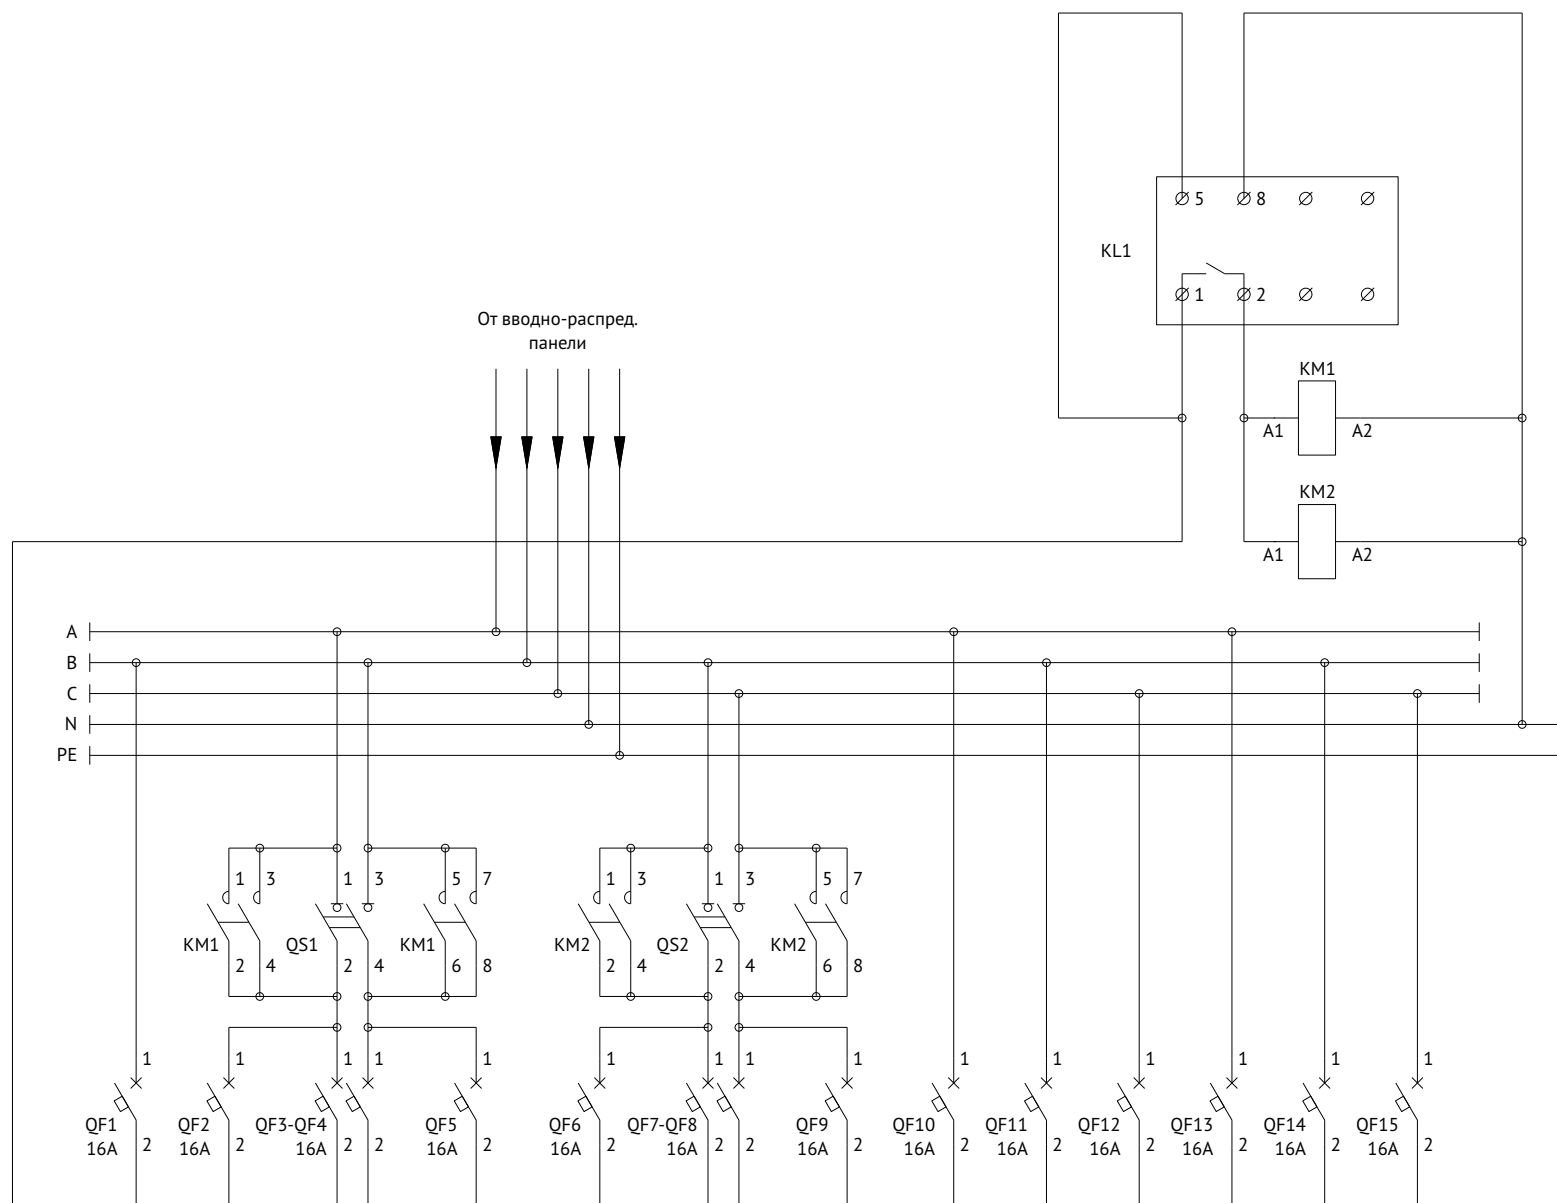 5 8
KL1
1 2
От вводно-распред.
панели
KM1
A1 A2
KM2
A1 A2
A
B
C
N
PE
1 3 1 3 5 7 1 3 1 3 5 7
KM1 QS1 KM1 KM2 QS2 KM2
2 4 2 4 6 8 2 4 2 4 6 8
1 1 1 1 1 1 1 1 1 1 1 1 1 1 1
QF1 QF2 QF3-QF4 QF5 QF6 QF7-QF8 QF9 QF10 QF11 QF12 QF13 QF14 QF15
16A 2 16A 2 16A 2 2 16A 2 16A 2 16A 2 2 16A 2 16A 2 16A 2 16A 2 16A 2 16A 2 16A 2